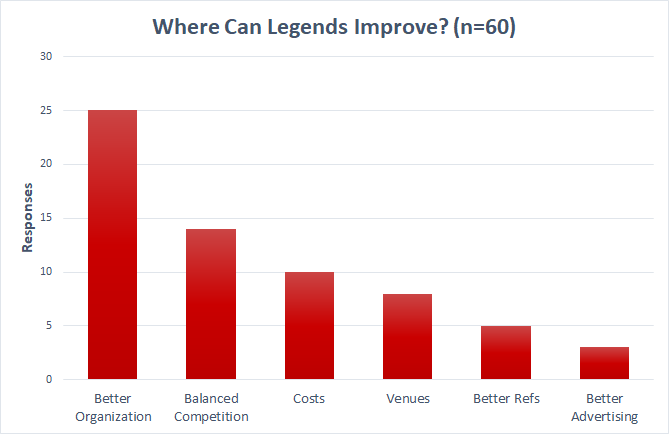 Where Can Legends Improve? (n=60)
30
25
20
15
10
5
0
Responses
Better
Organization
Balanced
Competition
Costs
Venues
Better Refs
Better
Advertising